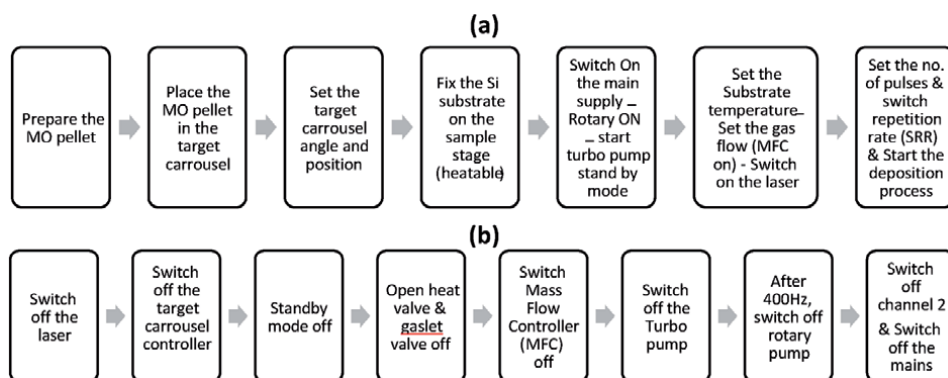 (a)
Prepare the
MO pellet
Place the
MO pellet
in the
target
carousel
Set the
target
carrousel
angle and
position
Fix the Si
substrate
on the
sample
stage
(heatable)
Switch On
the main
supply –
Rotary ON
– start
turbo pump
stand by
mode
Set the
Substrate
temperature–
Set the gas
flow (MFC
on) - Switch
on the laser
Set the no.
of pulses &
switch
repetition
rate (SRR)
& Start the
deposition
process
(b)
Switch off
the laser
Switch
off the
target
carrousel
controller
Standby
mode off
Open heat
valve &
gaslet
valve off
Switch
Mass
Flow
Controller
(MFC)
off
Switch
off the
Turbo
pump
After
400Hz,
switch off
rotary
pump
Switch
off
channel 2
& Switch
off the
mains